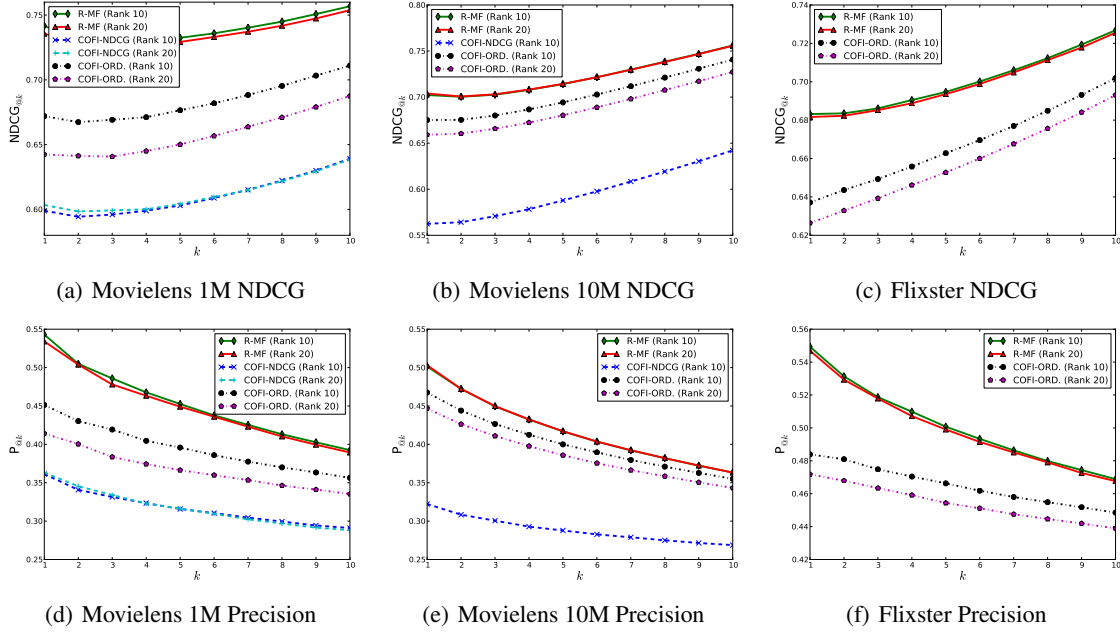 0.80
0.75
0.70
0.65
0.60
NDCG@k
1 2 3 4 5 6 7 8 9 10
k
R-MF (Rank 10)
R-MF (Rank 20)
COFI-NDCG (Rank 10)
COFI-NDCG (Rank 20)
COFI-ORD. (Rank 10)
COFI-ORD. (Rank 20)
(a) Movielens 1M NDCG
0.85
0.80
0.75
0.70
0.65
0.60
0.55
NDCG@k
1 2 3 4 5 6 7 8 9 10
k
R-MF (Rank 10)
R-MF (Rank 20)
COFI-NDCG (Rank 10)
COFI-ORD. (Rank 10)
COFI-ORD. (Rank 20)
(b) Movielens 10M NDCG
0.74
0.72
0.70
0.68
0.66
0.64
0.62
NDCG@k
1 2 3 4 5 6 7 8 9 10
k
R-MF (Rank 10)
R-MF (Rank 20)
COFI-ORD. (Rank 10)
COFI-ORD. (Rank 20)
(c) Flixster NDCG
0.55
0.50
0.45
0.40
0.35
0.30
0.25
P@k
1 2 3 4 5 6 7 8 9 10
k
R-MF (Rank 10)
R-MF (Rank 20)
COFI-NDCG (Rank 10)
COFI-NDCG (Rank 20)
COFI-ORD. (Rank 10)
COFI-ORD. (Rank 20)
(d) Movielens 1M Precision
0.60
0.55
0.50
0.45
0.40
0.35
0.30
0.25
P@k
1 2 3 4 5 6 7 8 9 10
k
R-MF (Rank 10)
R-MF (Rank 20)
COFI-NDCG (Rank 10)
COFI-ORD. (Rank 10)
COFI-ORD. (Rank 20)
(e) Movielens 10M Precision
0.56
0.54
0.52
0.50
0.48
0.46
0.44
0.42
P@k
1 2 3 4 5 6 7 8 9 10
k
R-MF (Rank 10)
R-MF (Rank 20)
COFI-ORD. (Rank 10)
COFI-ORD. (Rank 20)
(f) Flixster Precision